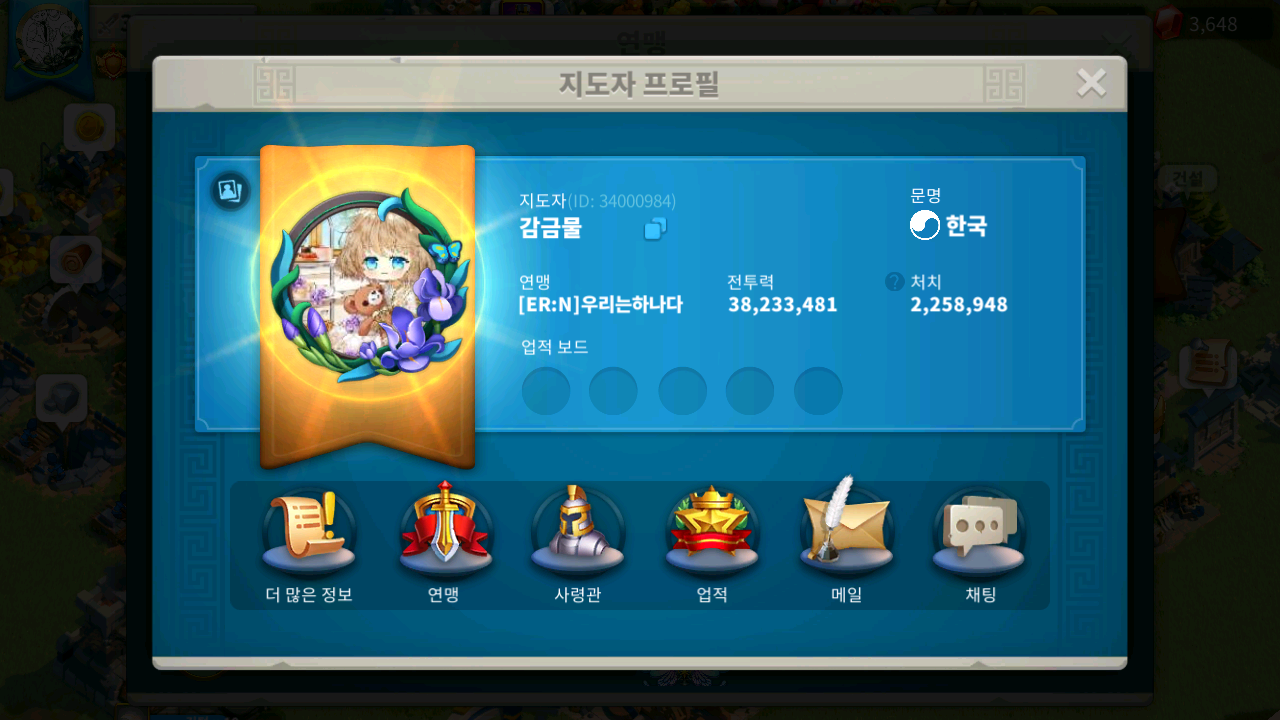 연맹
3,648
지도자 프로필
건설
지도자(ID: 34000984)
감금물
문명
한국
연맹
[ER:N]우리는하나다
전투력
38,233,481
? 처치
2,258,948
업적 보드
더 많은 정보
연맹
사령관
업적
메일
채팅